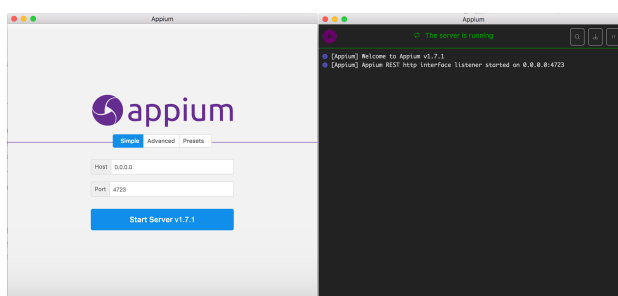 Appium
appium
Simple Advanced Presets
Host 0.0.0.0
Port 4723
Start Server v1.7.1
Appium
The server is running
[Appium] Welcome to Appium v1.7.1
[Appium] Appium REST http interface listener started on 0.0.0.0:4723